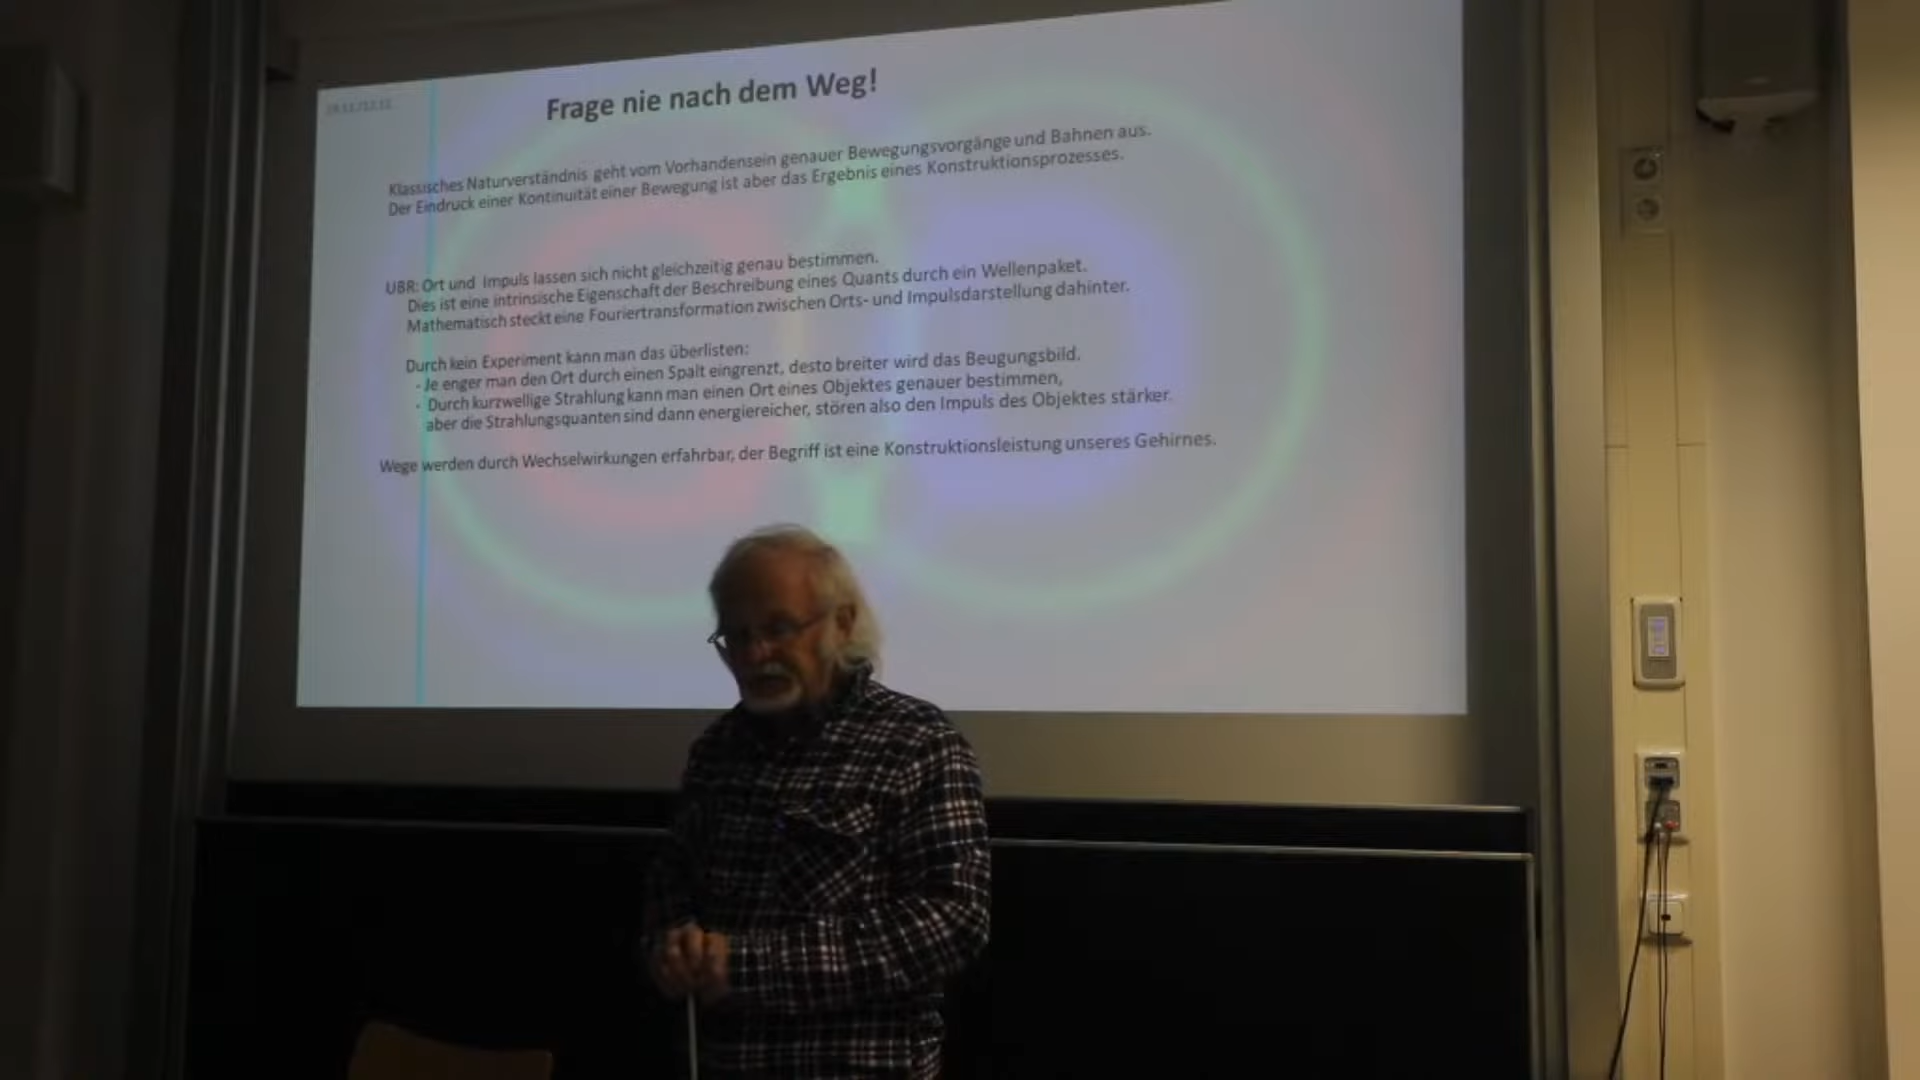 Frage nie nach dem Weg!
Klassisches Naturverständnis geht vom Vorhandensein genauer Bewegungsvorgänge und Bahnen aus.
Der Eindruck einer Kontinuität einer Bewegung ist aber das Ergebnis eines Konstruktionsprozesses.
UBR: Ort und Impuls lassen sich nicht gleichzeitig genau bestimmen.
Dies ist eine intrinsische Eigenschaft der Beschreibung eines Quants durch ein Wellenpaket.
Mathematisch steckt eine Fouriertransformation zwischen Orts- und Impulsdarstellung dahinter.
Durch kein Experiment kann man das überlisten:
- Je enger man den Ort durch einen Spalt eingrenzt, desto breiter wird das Beugungsbild.
- Durch kurzwellige Strahlung kann man einen Ort eines Objektes genauer bestimmen,
aber die Strahlungsquanten sind dann energiereicher, stören also den Impuls des Objektes stärker.
Wege werden durch Wechselwirkungen erfahrbar, der Begriff ist eine Konstruktionsleistung unseres Gehirnes.